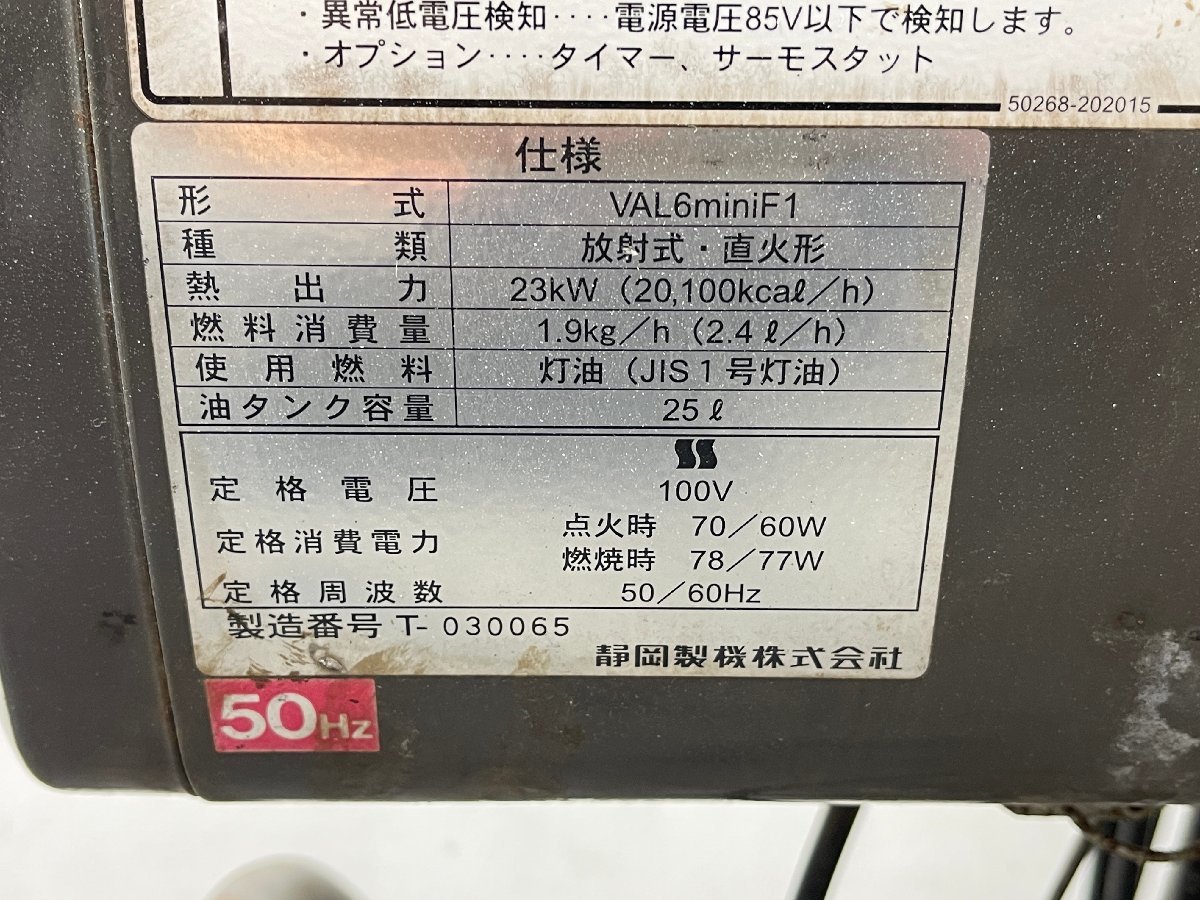 ・異常低電圧検知････電源電圧85V以下で検知します。
・オプション････タイマー、サーモスタット
50268-202015
仕様
形式 VAL6miniF1
種類 放射式・直火形
熱出力 23kW（20,100kcaℓ／h）
燃料消費量 1.9kg／h（2.4ℓ／h）
使用燃料 灯油（JIS1号灯油）
油タンク容量 25ℓ
定格電圧 100V
定格消費電力 点火時 70／60W
燃焼時 78／77W
定格周波数 50／60Hz
製造番号 T- 030065
静岡製機株式会社
50Hz